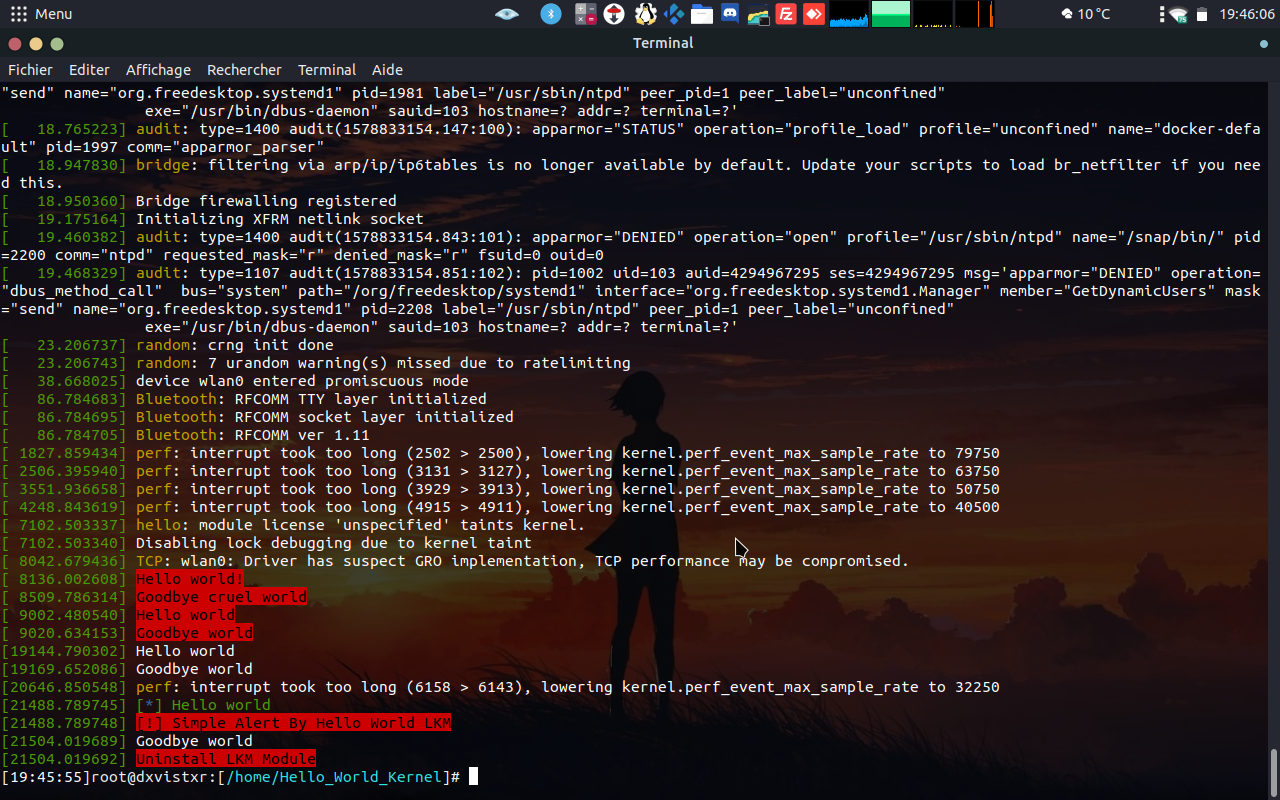 Menu
10 °C
19:46:06
Terminal
Fichier Editer Affichage Rechercher Terminal Aide
"send" name="org.freedesktop.systemd1" pid=1981 label="/usr/sbin/ntpd" peer_pid=1 peer_label="unconfined"
exe="/usr/bin/dbus-daemon" sauid=103 hostname=? addr=? terminal=?'
[   18.765223] audit: type=1400 audit(1578833154.147:100): apparmor="STATUS" operation="profile_load" profile="unconfined" name="docker-defa
ult" pid=1997 comm="apparmor_parser"
[   18.947830] bridge: filtering via arp/ip/ip6tables is no longer available by default. Update your scripts to load br_netfilter if you nee
d this.
[   18.950360] Bridge firewalling registered
[   19.175164] Initializing XFRM netlink socket
[   19.460382] audit: type=1400 audit(1578833154.843:101): apparmor="DENIED" operation="open" profile="/usr/sbin/ntpd" name="/snap/bin/" pid
=2200 comm="ntpd" requested_mask="r" denied_mask="r" fsuid=0 ouid=0
[   19.468329] audit: type=1107 audit(1578833154.851:102): pid=1002 uid=103 auid=4294967295 ses=4294967295 msg='apparmor="DENIED" operation=
"dbus_method_call"  bus="system" path="/org/freedesktop/systemd1" interface="org.freedesktop.systemd1.Manager" member="GetDynamicUsers" mask
="send" name="org.freedesktop.systemd1" pid=2208 label="/usr/sbin/ntpd" peer_pid=1 peer_label="unconfined"
exe="/usr/bin/dbus-daemon" sauid=103 hostname=? addr=? terminal=?'
[   23.206737] random: crng init done
[   23.206743] random: 7 urandom warning(s) missed due to ratelimiting
[   38.668025] device wlan0 entered promiscuous mode
[   86.784683] Bluetooth: RFCOMM TTY layer initialized
[   86.784695] Bluetooth: RFCOMM socket layer initialized
[   86.784705] Bluetooth: RFCOMM ver 1.11
[ 1827.859434] perf: interrupt took too long (2502 > 2500), lowering kernel.perf_event_max_sample_rate to 79750
[ 2506.395940] perf: interrupt took too long (3131 > 3127), lowering kernel.perf_event_max_sample_rate to 63750
[ 3551.936658] perf: interrupt took too long (3929 > 3913), lowering kernel.perf_event_max_sample_rate to 50750
[ 4248.843619] perf: interrupt took too long (4915 > 4911), lowering kernel.perf_event_max_sample_rate to 40500
[ 7102.503337] hello: module license 'unspecified' taints kernel.
[ 7102.503340] Disabling lock debugging due to kernel taint
[ 8042.679436] TCP: wlan0: Driver has suspect GRO implementation, TCP performance may be compromised.
[ 8136.002608] Hello world!
[ 8509.786314] Goodbye cruel world
[ 9002.480540] Hello world
[ 9020.634153] Goodbye world
[19144.790302] Hello world
[19169.652086] Goodbye world
[20646.850548] perf: interrupt took too long (6158 > 6143), lowering kernel.perf_event_max_sample_rate to 32250
[21488.789745] [*] Hello world
[21488.789748] [!] Simple Alert By Hello World LKM
[21504.019689] Goodbye world
[21504.019692] Uninstall LKM Module
[19:45:55]root@dxvistxr:[/home/Hello_World_Kernel]#